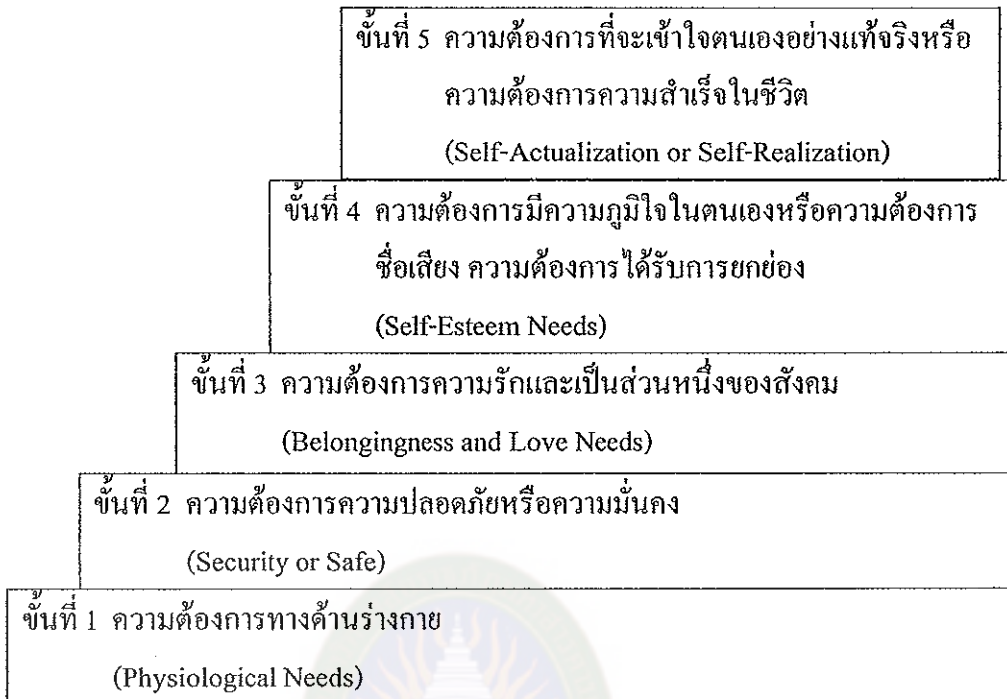 ขั้นที่ 5 ความต้องการที่จะเข้าใจตนเองอย่างแท้จริงหรือ
ความต้องการความสำเร็จในชีวิต
(Self-Actualization or Self-Realization)
ขั้นที่ 4 ความต้องการมีความภูมิใจในตนเองหรือความต้องการ
ชื่อเสียง ความต้องการได้รับการยกย่อง
(Self-Esteem Needs)
ขั้นที่ 3 ความต้องการความรักและเป็นส่วนหนึ่งของสังคม
(Belongingness and Love Needs)
ขั้นที่ 2 ความต้องการความปลอดภัยหรือความมั่นคง
(Security or Safe)
ขั้นที่ 1 ความต้องการทางด้านร่างกาย
(Physiological Needs)